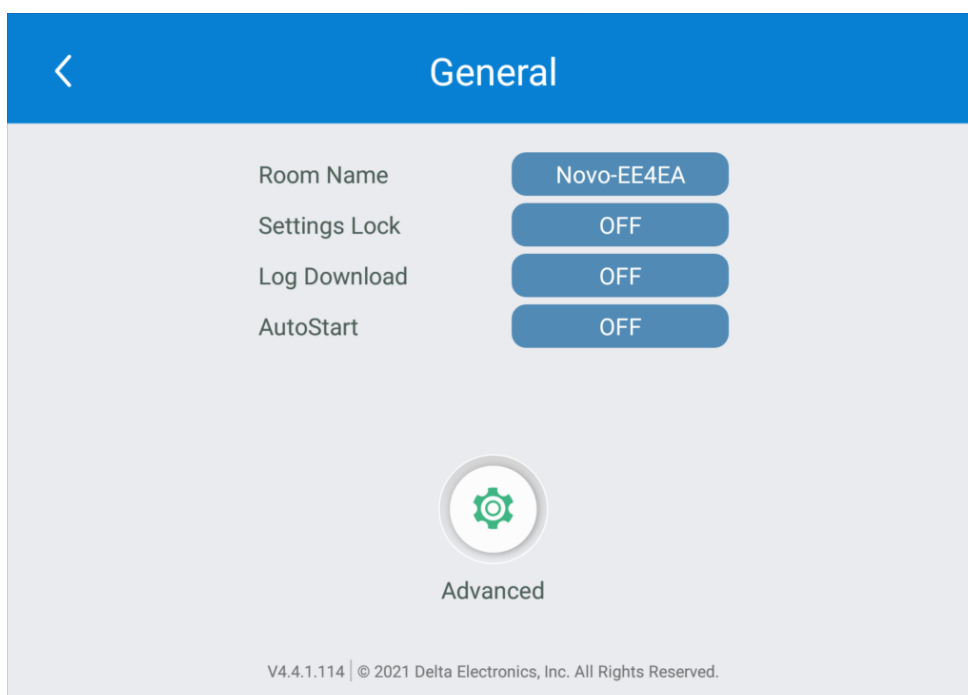 General
Room Name Novo-EE4EA
Settings Lock OFF
Log Download OFF
AutoStart OFF
Advanced
V4.4.1.114 | © 2021 Delta Electronics, Inc. All Rights Reserved.